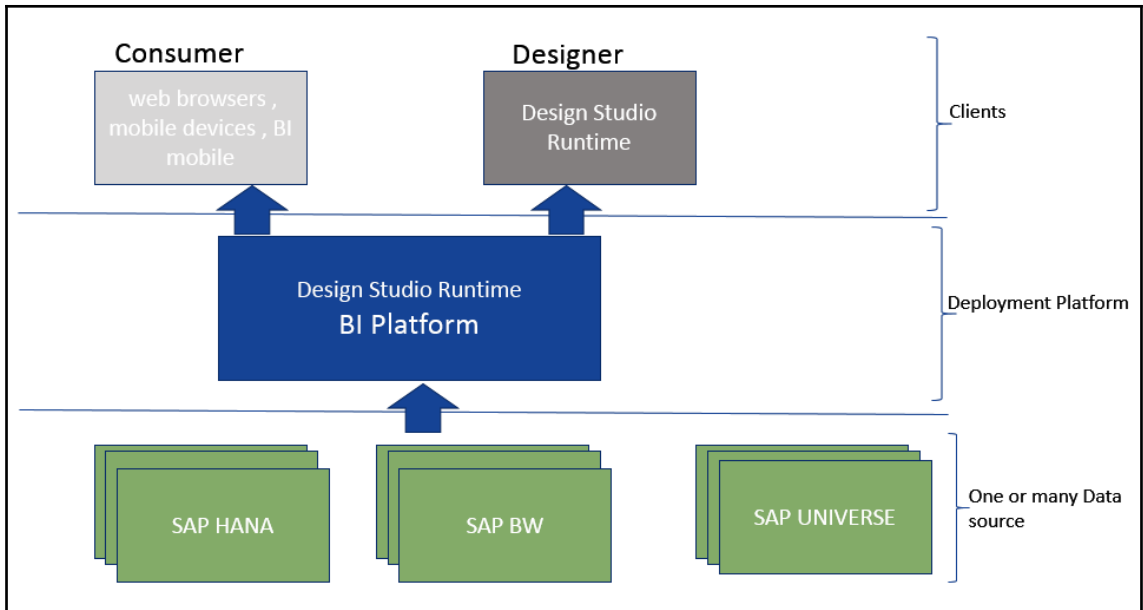 Consumer
Designer
web browsers ,
mobile devices , BI
mobile
Design Studio
Runtime
Clients
Design Studio Runtime
BI Platform
Deployment Platform
SAP HANA
SAP BW
SAP UNIVERSE
One or many Data
source